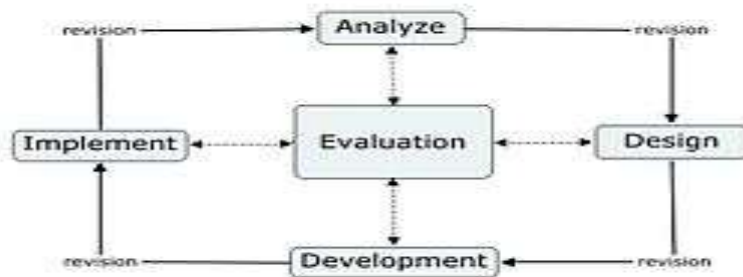 revision
Analyze
revision
Implement
Evaluation
Design
revision
Development
revision